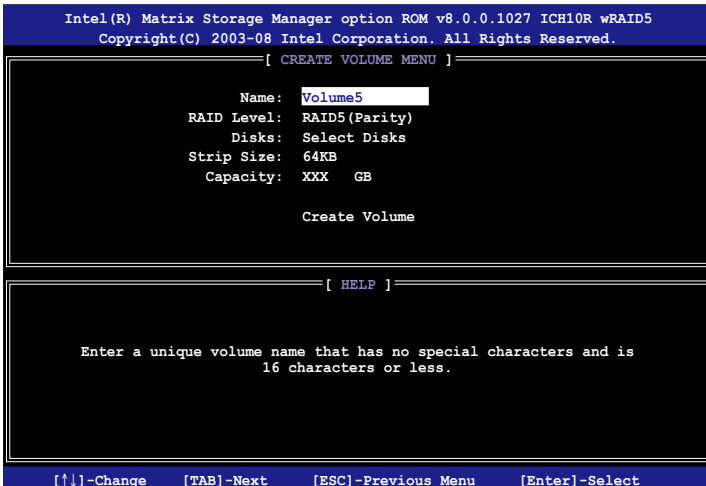 Intel(R) Matrix Storage Manager option ROM v8.0.0.1027 ICH10R wRAID5
Copyright(C) 2003-08 Intel Corporation. All Rights Reserved.
[ CREATE VOLUME MENU ]
Name: Volume5
RAID Level: RAID5(Parity)
Disks: Select Disks
Strip Size: 64KB
Capacity: XXX GB
Create Volume
[ HELP ]
Enter a unique volume name that has no special characters and is
16 characters or less.
[↑↓]-Change [TAB]-Next [ESC]-Previous Menu [Enter]-Select